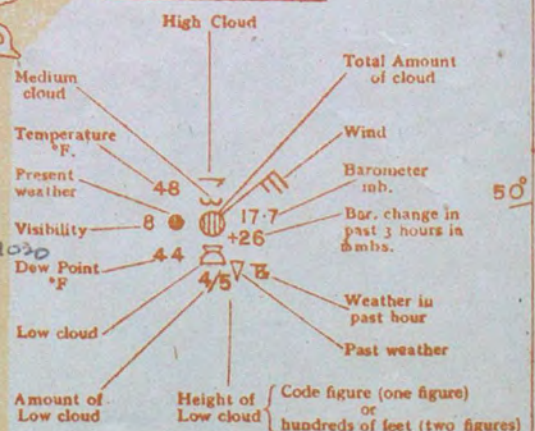 High Cloud
Total Amount
of cloud
Medium
cloud
Temperature
°F.
Wind
Present
weather
48
Barometer
mb.
50°
Visibility
8
17·7
+26
Bar. change in
past 3 hours in
mbs.
1030
Dew Point
°F
44
4/5
Weather in
past hour
Low cloud
Past weather
Amount of
Low cloud
Height of
Low cloud
Code figure (one figure)
or
hundreds of feet (two figures)